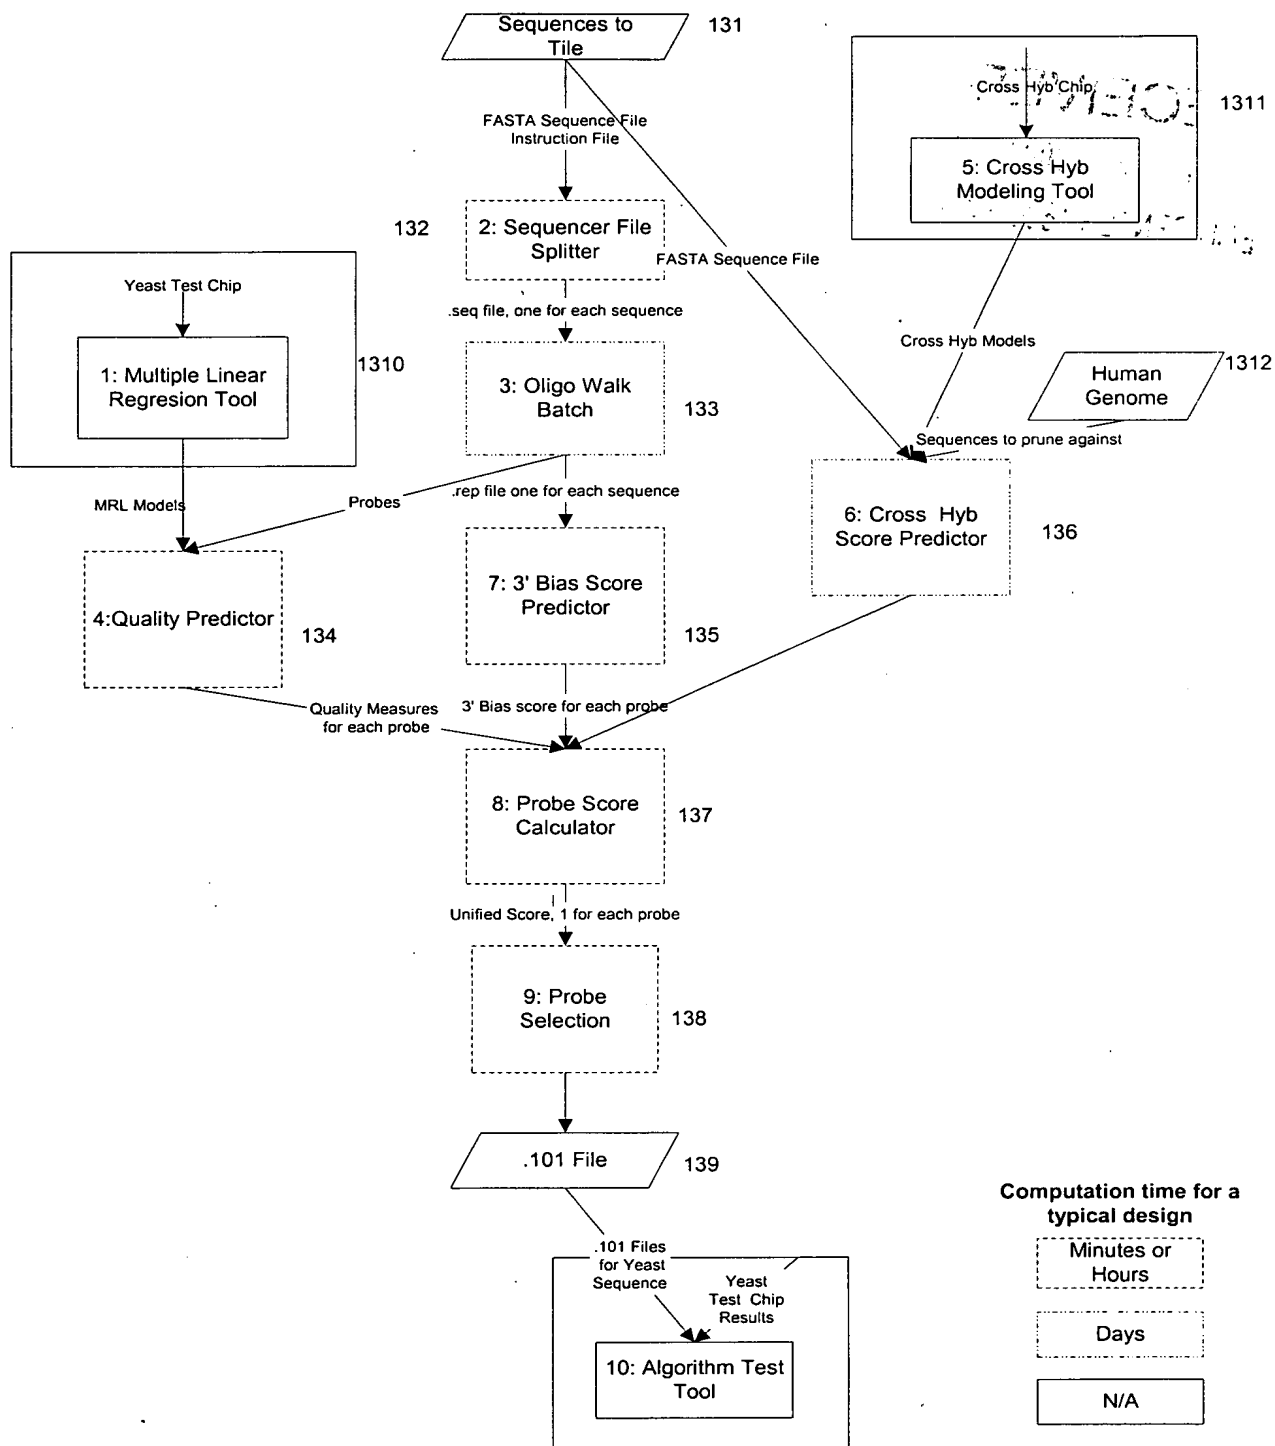 Sequences to
Tile
131
Cross Hyb Chip
1311
5: Cross Hyb
Modeling Tool
FASTA Sequence File
Instruction File
132
2: Sequencer File
Splitter
FASTA Sequence File
Yeast Test Chip
.seq file, one for each sequence
1310
1: Multiple Linear
Regresion Tool
3: Oligo Walk
Batch
133
Cross Hyb Models
Human
Genome
1312
Sequences to prune against
MRL Models
Probes
.rep file one for each sequence
6: Cross Hyb
Score Predictor
136
4:Quality Predictor
134
7: 3' Bias Score
Predictor
135
Quality Measures
for each probe
3' Bias score for each probe
8: Probe Score
Calculator
137
Unified Score, 1 for each probe
9: Probe
Selection
138
.101 File
139
Computation time for a
typical design
Minutes or
Hours
Days
N/A
.101 Files
for Yeast
Sequence
Yeast
Test Chip
Results
10: Algorithm Test
Tool